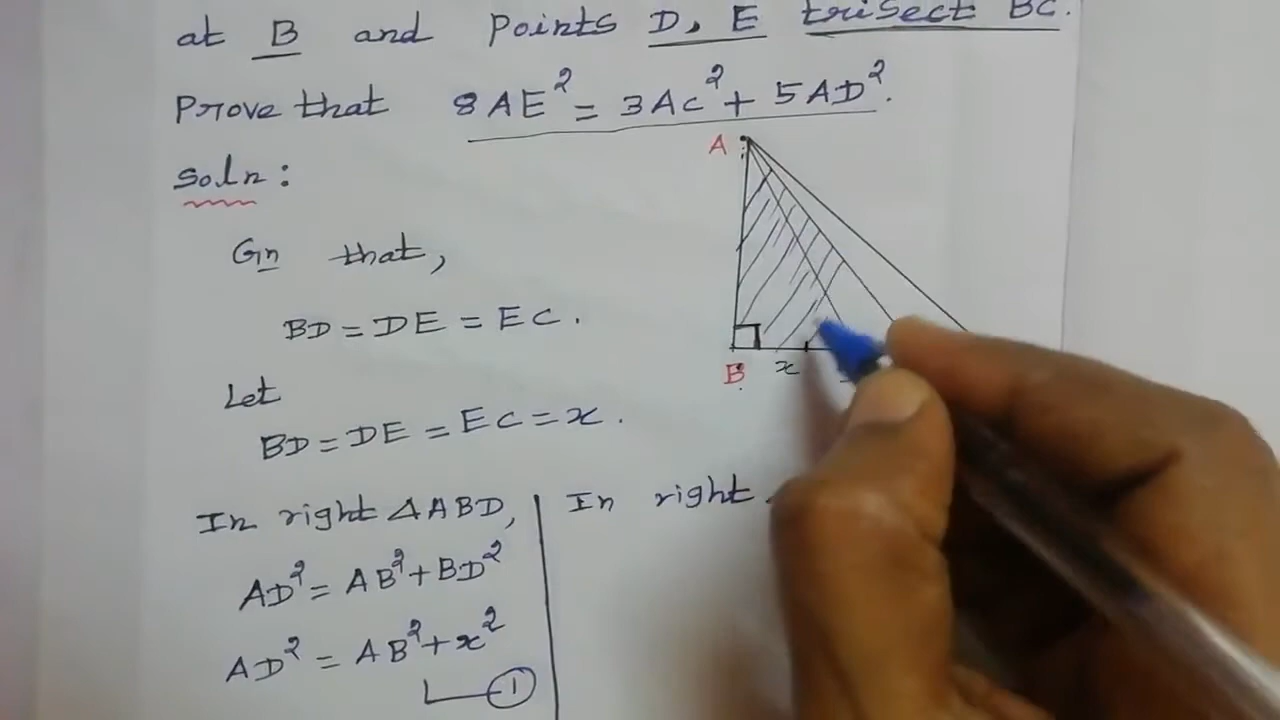 at B and Points D, E trisect BC.
Prove that 8AE² = 3AC² + 5AD².
Soln:
A
Gn that,
BD = DE = EC.
B x
Let
BD = DE = EC = x.
In right ΔABD,
AD² = AB² + BD²
AD² = AB² + x²
①
In right